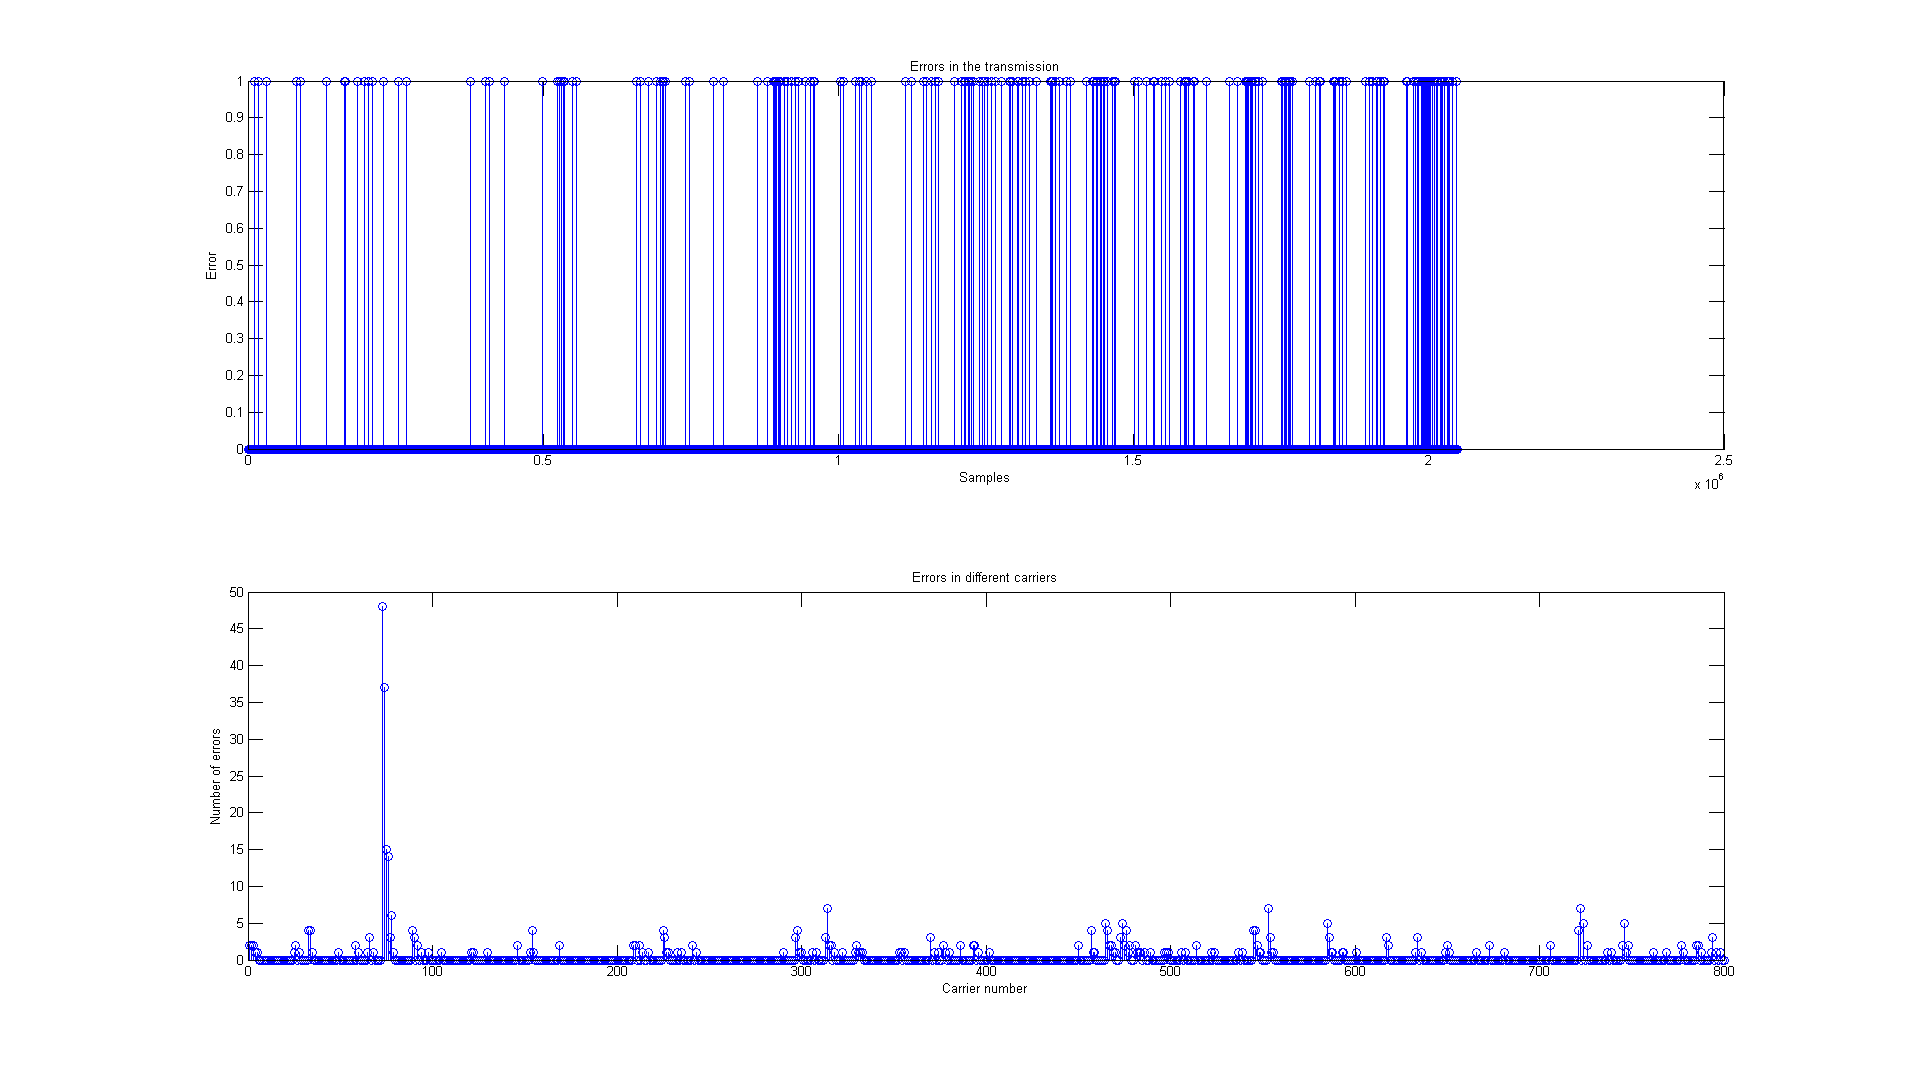 Errors in the transmission
1
0.9
0.8
0.7
0.6
0.5
0.4
0.3
0.2
0.1
0
Error
0 0.5 1 1.5 2 2.5
Samples
x 10^6
Errors in different carriers
50
45
40
35
30
25
20
15
10
5
0
Number of errors
0 100 200 300 400 500 600 700 800
Carrier number